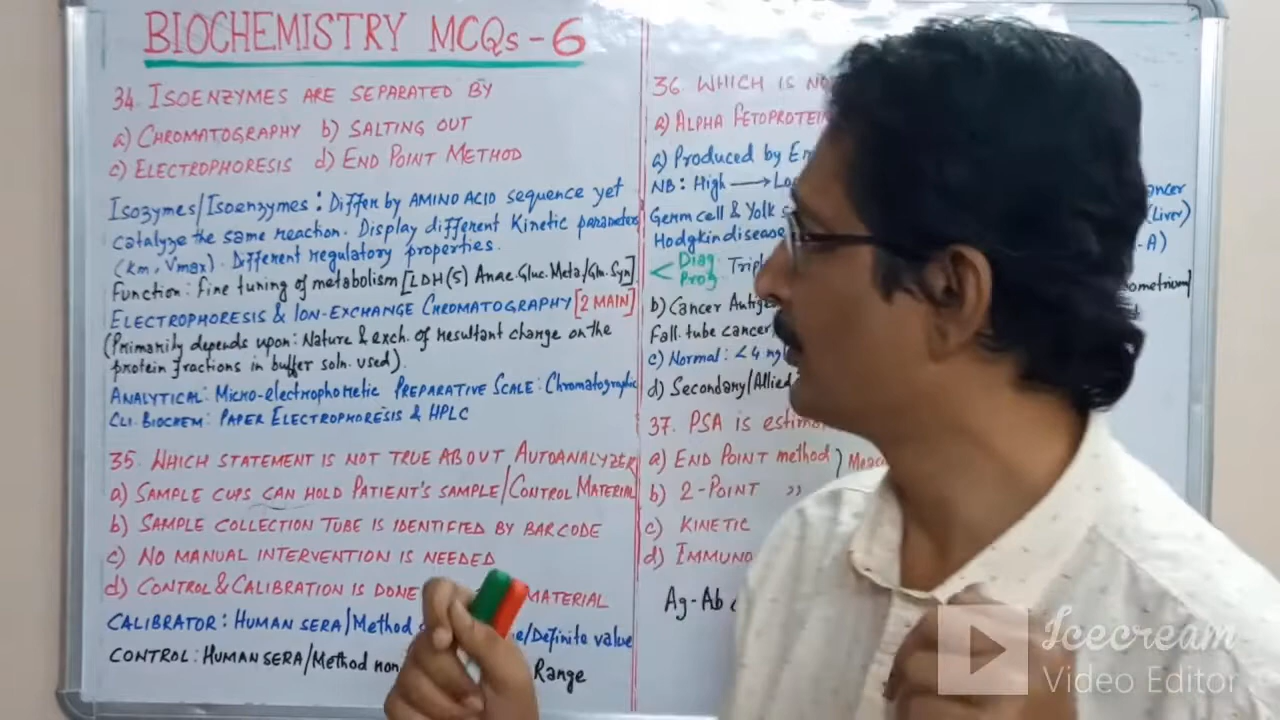 BIOCHEMISTRY MCQs - 6
34. ISOENZYMES ARE SEPARATED BY
a) CHROMATOGRAPHY b) SALTING OUT
c) ELECTROPHORESIS d) END POINT METHOD
Isozymes/Isoenzymes: Differ by AMINO ACID sequence yet
catalyze the same reaction. Display different Kinetic parameters
(Km, Vmax). Different regulatory properties.
Function: Fine tuning of metabolism [LDH(5) Anae.Gluc.Meta./Glu.Syn]
ELECTROPHORESIS & ION-EXCHANGE CHROMATOGRAPHY [2 MAIN]
(Primarily depends upon: Nature & exch. of resultant charge on the
protein fractions in buffer soln. used).
ANALYTICAL: Micro-electrophoretic PREPARATIVE SCALE: Chromatographic
CLI. BIOCHEM: PAPER ELECTROPHORESIS & HPLC
35. WHICH STATEMENT IS NOT TRUE ABOUT AUTOANALYZER
a) SAMPLE CUPS CAN HOLD PATIENT'S SAMPLE/CONTROL MATERIAL
b) SAMPLE COLLECTION TUBE IS IDENTIFIED BY BARCODE
c) NO MANUAL INTERVENTION IS NEEDED
d) CONTROL & CALIBRATION IS DONE MATERIAL
CALIBRATOR: HUMAN SERA/Method /Definite value
CONTROL: HUMAN SERA/Method non Range
36. WHICH IS
a) ALPHA FETOPROTEIN
a) Produced by
NB: High →
Germ cell & Yolk
Hodgkin disease
(Liver)
< Diag.
Prog
b) Cancer
Fall. tube cancer
c) Normal: < 4
d) Secondary/Allied
37. PSA IS
a) END POINT method
b) 2-POINT "
c) KINETIC
d)
Ag-Ab
Icecream
Video Editor